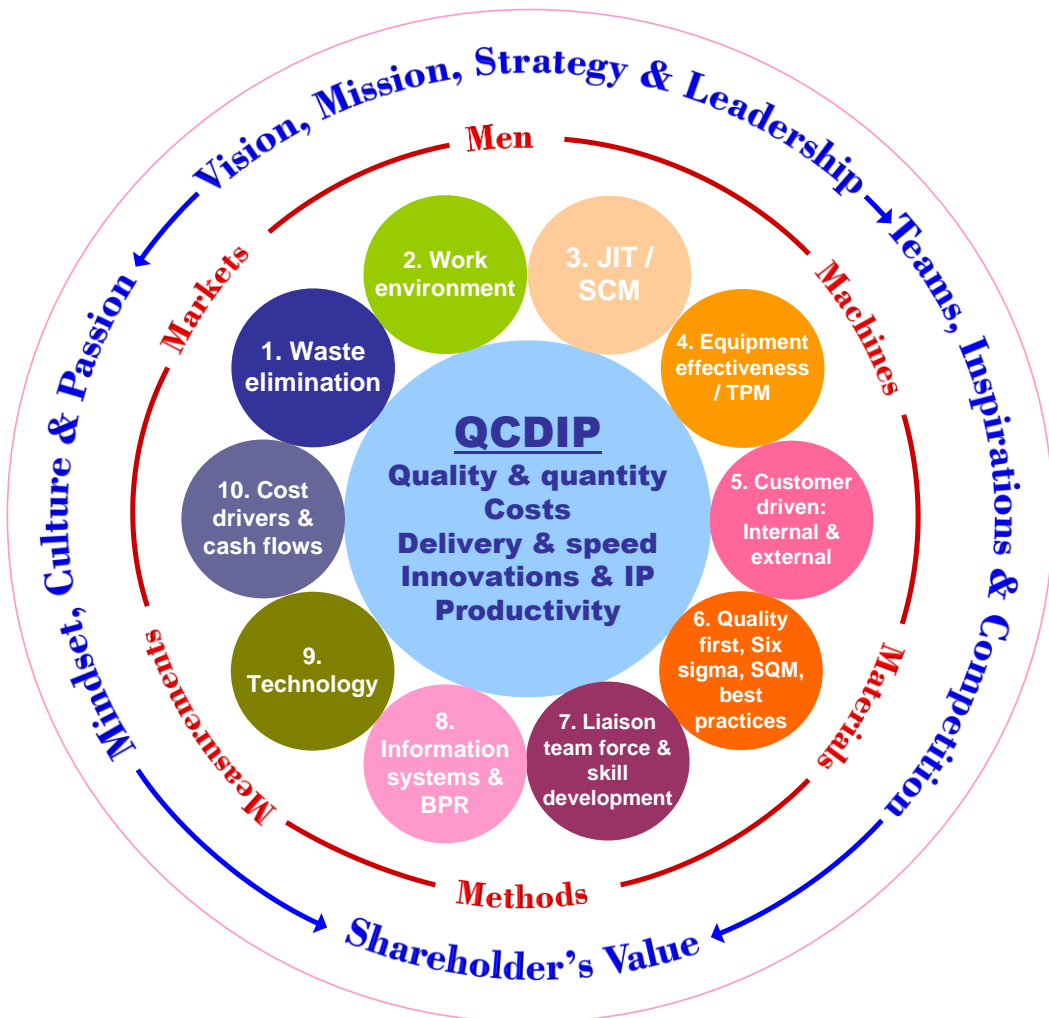 Vision, Mission, Strategy & Leadership
Teams, Inspirations & Competition
Mindset, Culture & Passion
Shareholder's Value
Men
Machines
Materials
Methods
Measurements
Markets
1. Waste
elimination
2. Work
environment
3. JIT /
SCM
4. Equipment
effectiveness
/ TPM
5. Customer
driven:
Internal &
external
6. Quality
first, Six
sigma, SQM,
best
practices
7. Liaison
team force &
skill
development
8.
Information
systems &
BPR
9.
Technology
10. Cost
drivers &
cash flows
QCDIP
Quality & quantity
Costs
Delivery & speed
Innovations & IP
Productivity